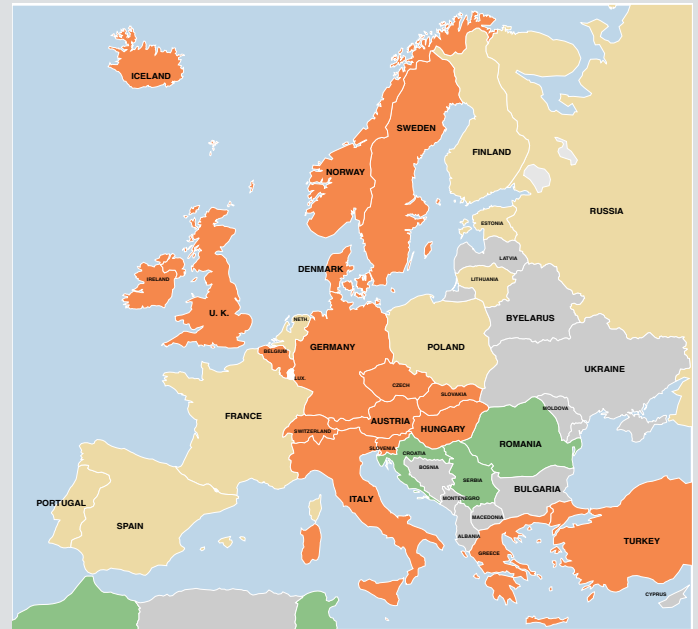 ICELAND
SWEDEN
FINLAND
NORWAY
RUSSIA
ESTONIA
LATVIA
DENMARK
IRELAND
LITHUANIA
U. K.
NETH.
BYELARUS
GERMANY
POLAND
BELGIUM
UKRAINE
LUX.
CZECH
SLOVAKIA
MOLDOVA
FRANCE
AUSTRIA
HUNGARY
SWITZERLAND
ROMANIA
SLOVENIA
CROATIA
BOSNIA
SERBIA
BULGARIA
MONTENEGRO
ITALY
PORTUGAL
MACEDONIA
SPAIN
ALBANIA
TURKEY
GREECE
CYPRUS